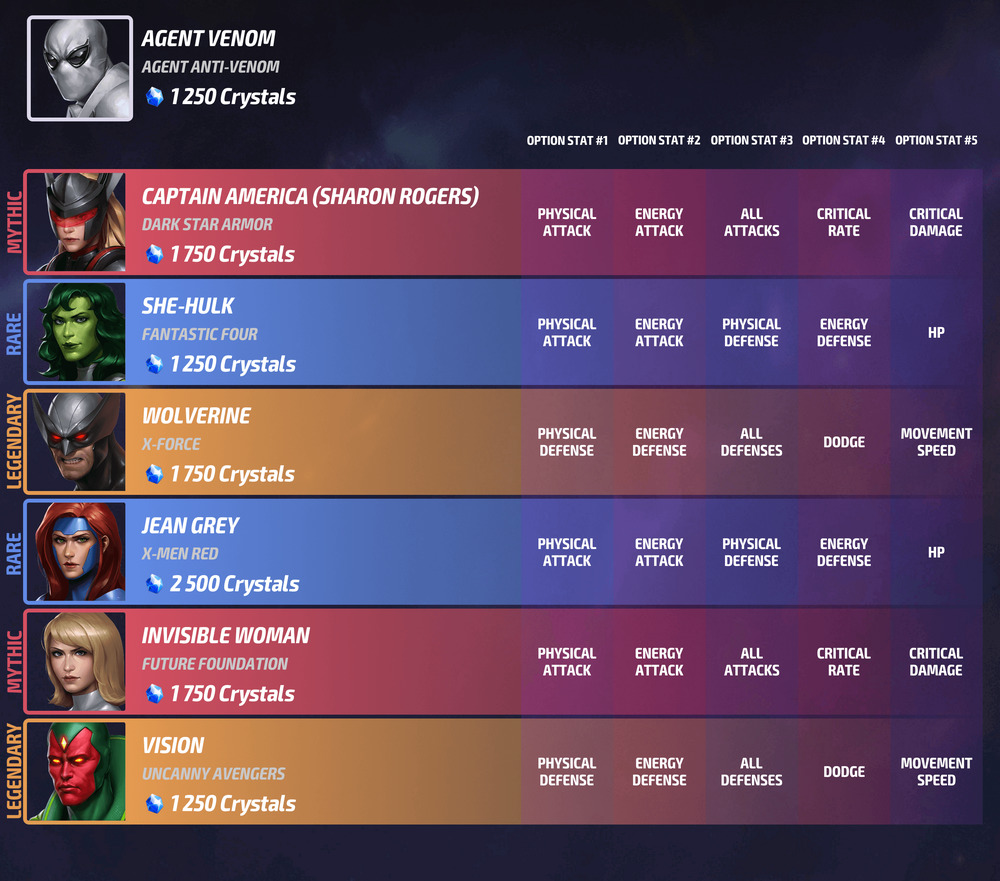 AGENT VENOM
AGENT ANTI-VENOM
1 250 Crystals
OPTION STAT #1 OPTION STAT #2 OPTION STAT #3 OPTION STAT #4 OPTION STAT #5
MYTHIC
CAPTAIN AMERICA (SHARON ROGERS)
DARK STAR ARMOR
1 750 Crystals
PHYSICAL ATTACK
ENERGY ATTACK
ALL ATTACKS
CRITICAL RATE
CRITICAL DAMAGE
RARE
SHE-HULK
FANTASTIC FOUR
1 250 Crystals
PHYSICAL ATTACK
ENERGY ATTACK
PHYSICAL DEFENSE
ENERGY DEFENSE
HP
LEGENDARY
WOLVERINE
X-FORCE
1 750 Crystals
PHYSICAL DEFENSE
ENERGY DEFENSE
ALL DEFENSES
DODGE
MOVEMENT SPEED
RARE
JEAN GREY
X-MEN RED
2 500 Crystals
PHYSICAL ATTACK
ENERGY ATTACK
PHYSICAL DEFENSE
ENERGY DEFENSE
HP
MYTHIC
INVISIBLE WOMAN
FUTURE FOUNDATION
1 750 Crystals
PHYSICAL ATTACK
ENERGY ATTACK
ALL ATTACKS
CRITICAL RATE
CRITICAL DAMAGE
LEGENDARY
VISION
UNCANNY AVENGERS
1 250 Crystals
PHYSICAL DEFENSE
ENERGY DEFENSE
ALL DEFENSES
DODGE
MOVEMENT SPEED